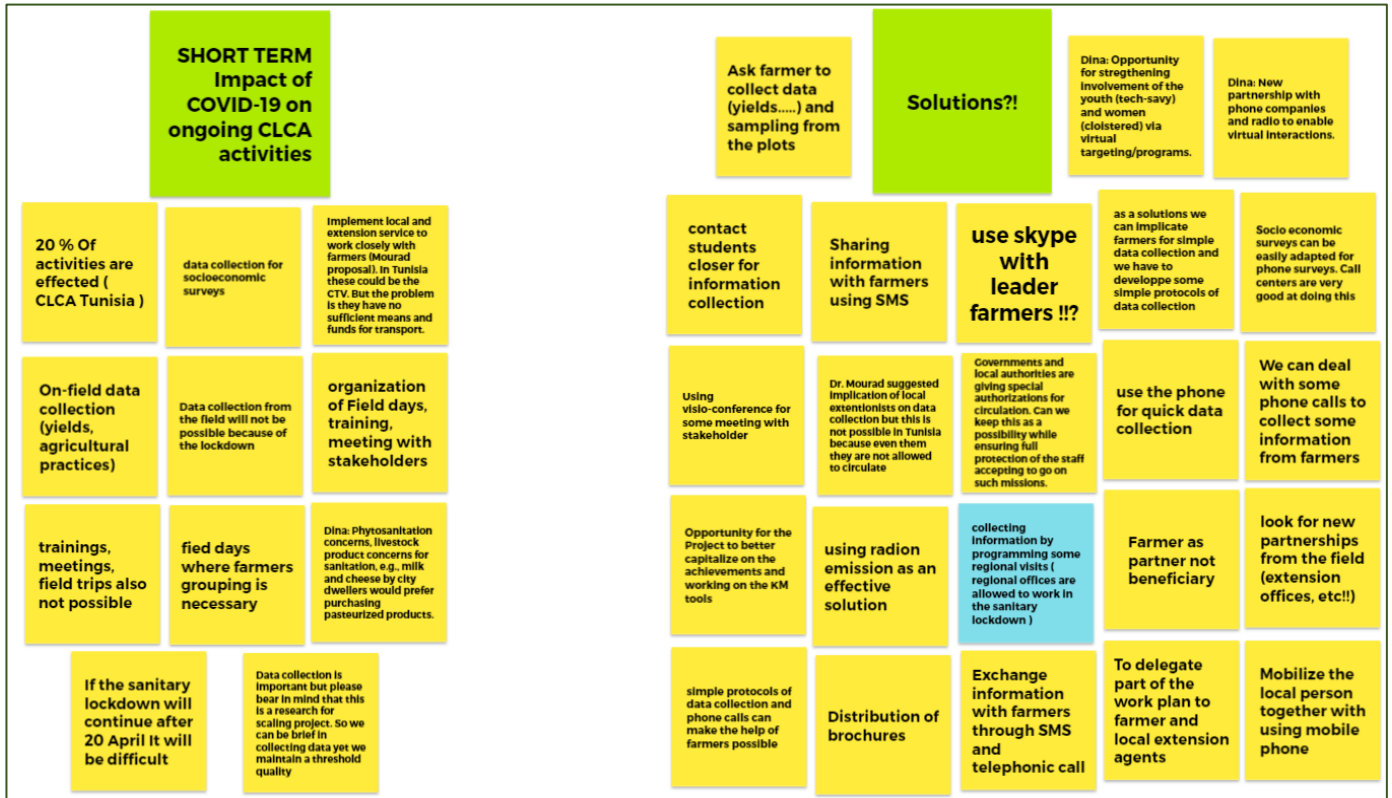 SHORT TERM
Impact of
COVID-19 on
ongoing CLCA
activities
20 % Of
activities are
effected (
CLCA Tunisia )
data collection for
socioeconomic
surveys
Implement local and
extension service to
work closely with
farmers (Mourad
proposal). In Tunisia
these could be the
CTV. But the problem
is they have no
sufficient means and
funds for transport.
On-field data
collection (yields,
agricultural
practices)
Data collection from
the field will not be
possible because of
the lockdown
organization
of Field days,
training,
meeting with
stakeholders
trainings,
meetings,
field trips also
not possible
fied days
where farmers
grouping is
necessary
Dina: Phytosanitation
concerns, livestock
product concerns for
sanitation, e.g., milk
and cheese by city
dwellers would prefer
purchasing
pasteurized products.
If the sanitary
lockdown will
continue after
20 April It will
be difficult
Data collection is
important but please
bear in mind that this
is a research for
scaling project. So we
can be brief in
collecting data yet we
maintain a threshold
quality
Ask farmer to
collect data
(yields.....) and
sampling from
the plots
Solutions?!
Dina: Opportunity
for stregthening
involvement of the
youth (tech-savy)
and women
(cloistered) via
virtual
targeting/programs.
Dina: New
partnership with
phone companies
and radio to enable
virtual interactions.
contact
students
closer for
information
collection
Sharing
information
with farmers
using SMS
use skype
with
leader
farmers !!?
as a solutions we
can implicate
farmers for simple
data collection and
we have to
developpe some
simple protocols of
data collection
Socio economic
surveys can be
easily adapted for
phone surveys. Call
centers are very
good at doing this
Using
visio-conference for
some meeting with
stakeholder
Dr. Mourad suggested
implication of local
extentionists on data
collection but this is
not possible in Tunisia
because even them
they are not allowed
to circulate
Governments and
local authorities are
giving special
authorizations for
circulation. Can we
keep this as a
possibility while
ensuring full
protection of the staff
accepting to go on
such missions.
use the phone
for quick data
collection
We can deal
with some
phone calls to
collect some
information
from farmers
Opportunity for the
Project to better
capitalize on the
achievements and
working on the KM
tools
using radion
emission as an
effective
solution
collecting
information by
programming some
regional visits (
regional offices are
allowed to work in
the sanitary
lockdown )
Farmer as
partner not
beneficiary
look for new
partnerships
from the field
(extension
offices, etc!!)
simple protocols of
data collection and
phone calls can
make the help of
farmers possible
Distribution of
brochures
Exchange
information
with farmers
through SMS
and
telephonic call
To delegate
part of the
work plan to
farmer and
local extension
agents
Mobilize the
local person
together with
using mobile
phone